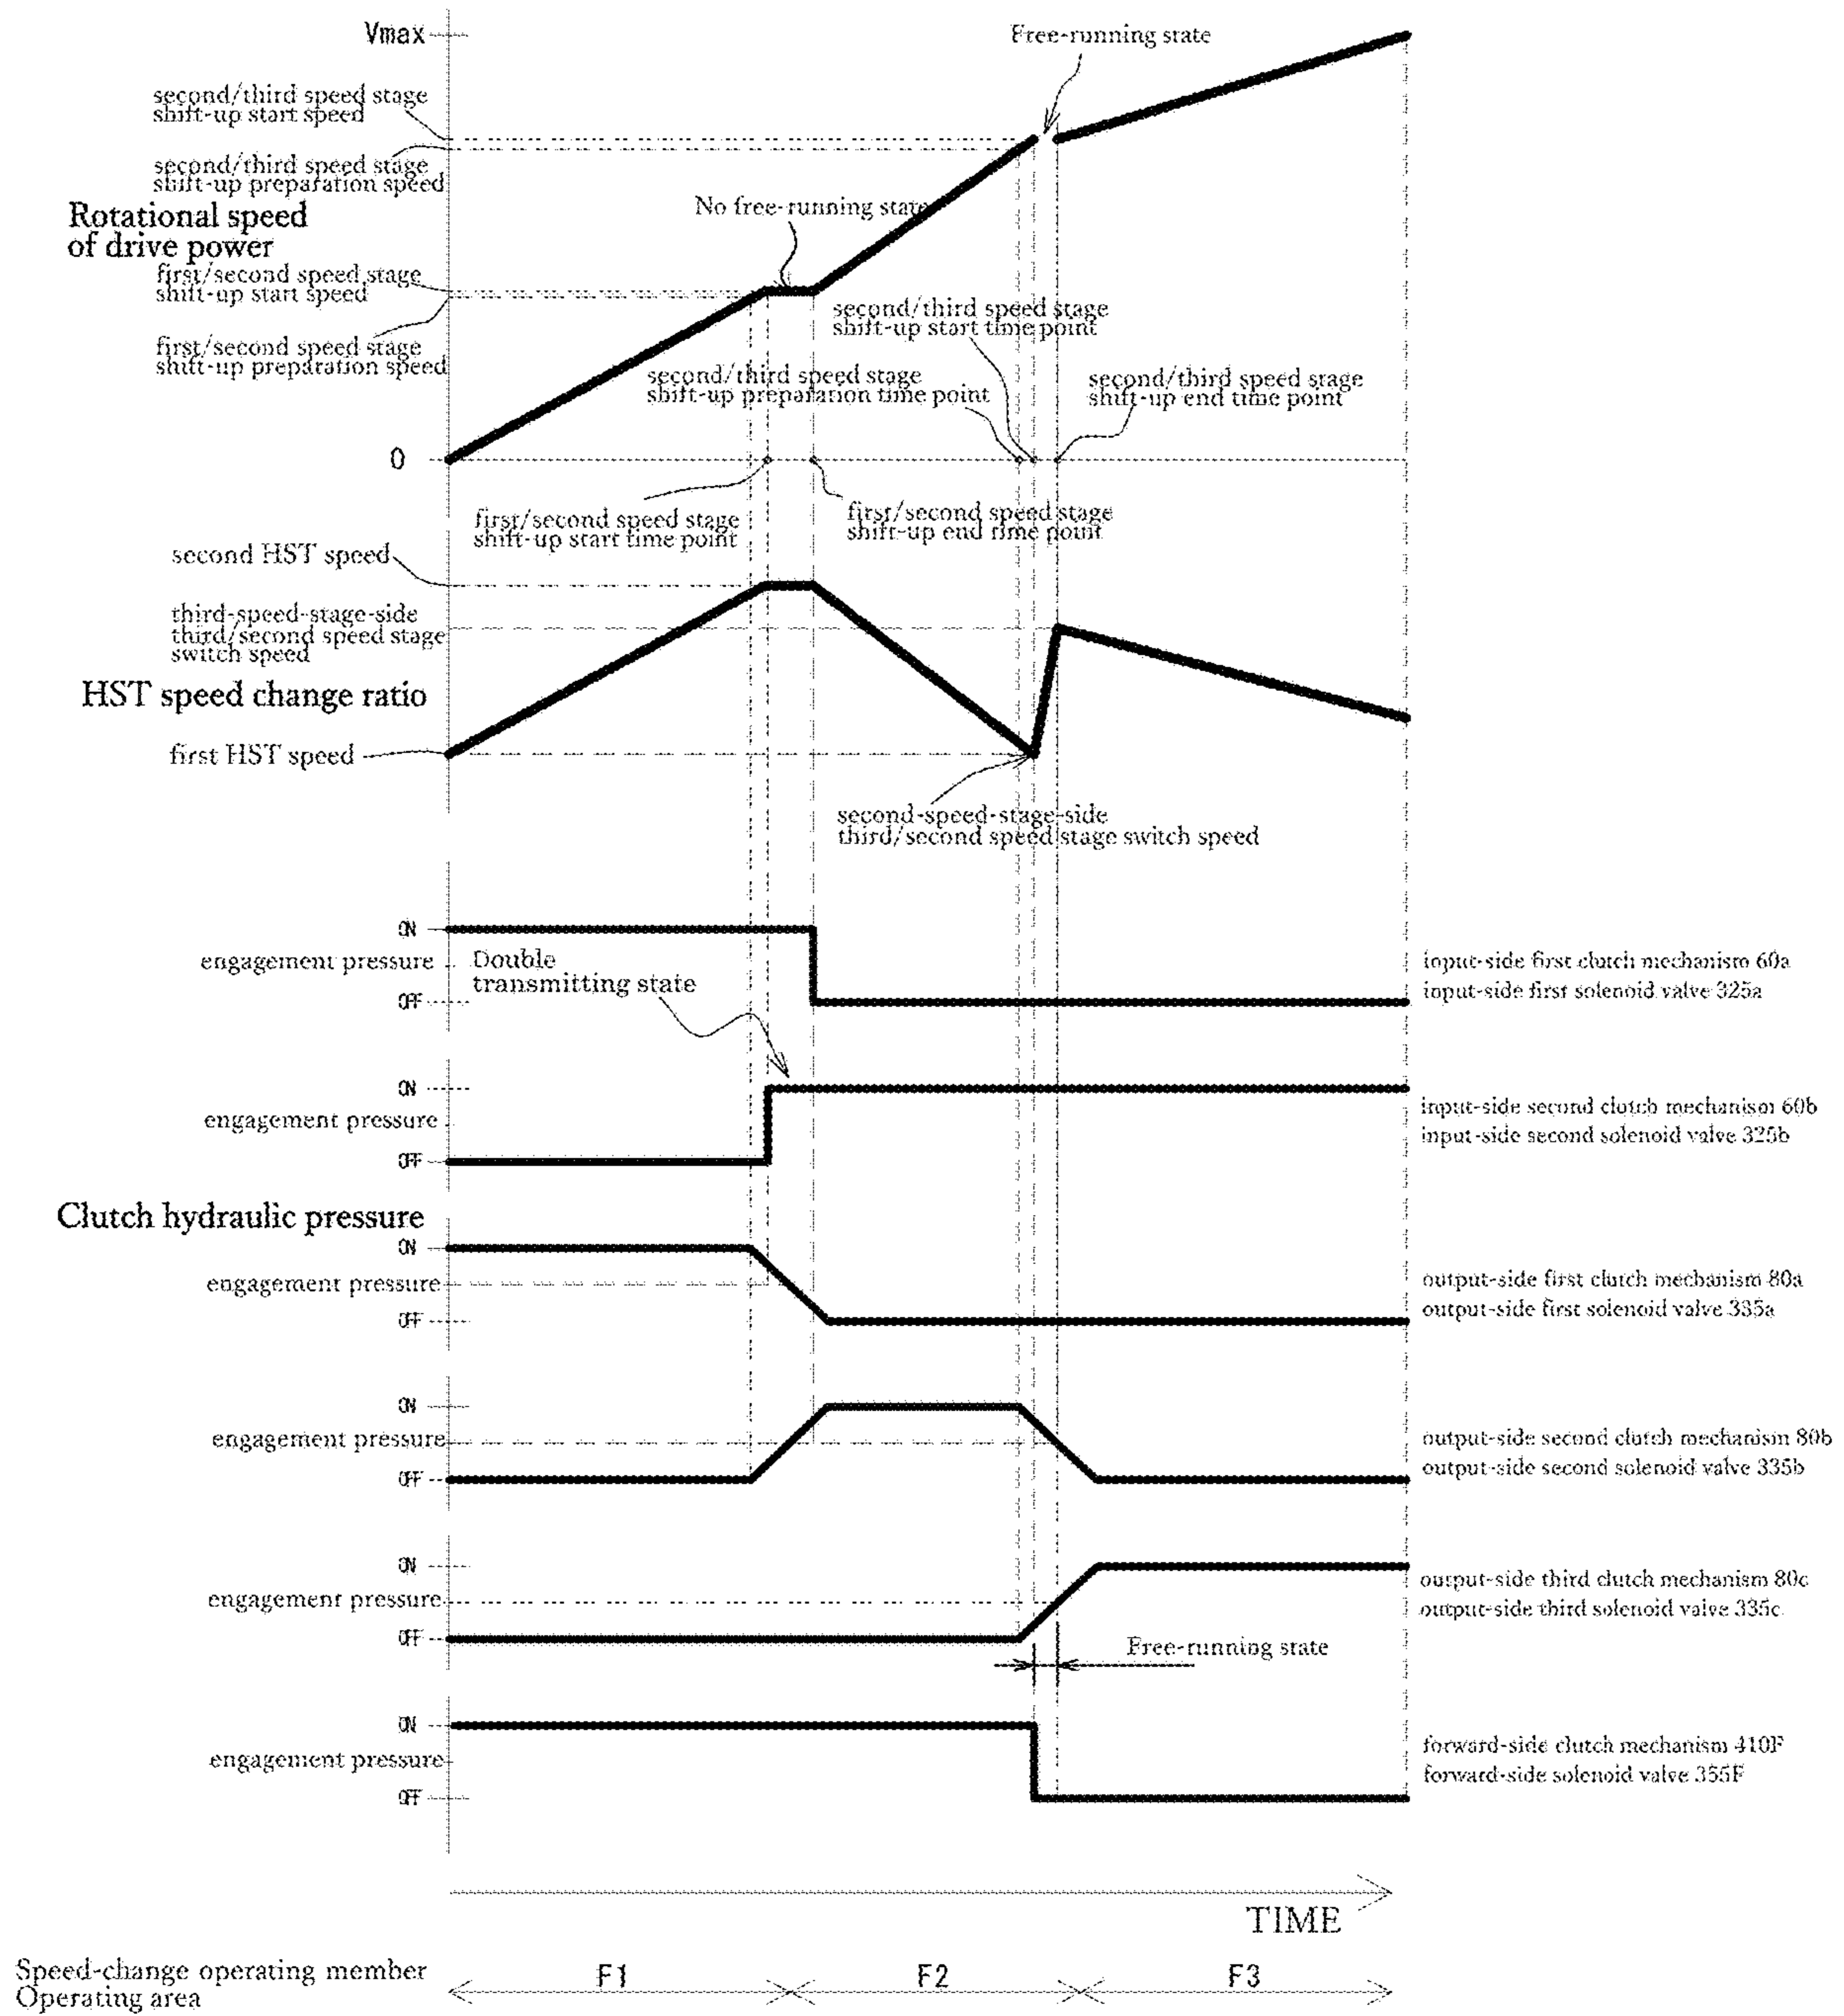 Vmax
Free-running state
second/third speed stage
shift-up start speed
second/third speed stage
shift-up preparation speed
Rotational speed
of drive power
No free-running state
first/second speed stage
shift-up start speed
first/second speed stage
shift-up preparation speed
second/third speed stage
shift-up start time point
second/third speed stage
shift-up preparation time point
second/third speed stage
shift-up end time point
0
first/second speed stage
shift-up start time point
first/second speed stage
shift-up end time point
second HST speed
third-speed-stage-side
third/second speed stage
switch speed
HST speed change ratio
first HST speed
second-speed-stage-side
third/second speed stage switch speed
ON
engagement pressure
OFF
Double
transmitting state
input-side first clutch mechanism 60a
input-side first solenoid valve 325a
ON
engagement pressure
OFF
input-side second clutch mechanism 60b
input-side second solenoid valve 325b
Clutch hydraulic pressure
ON
engagement pressure
OFF
output-side first clutch mechanism 80a
output-side first solenoid valve 335a
ON
engagement pressure
OFF
output-side second clutch mechanism 80b
output-side second solenoid valve 335b
ON
engagement pressure
OFF
output-side third clutch mechanism 80c
output-side third solenoid valve 335c
Free-running state
ON
engagement pressure
OFF
forward-side clutch mechanism 410F
forward-side solenoid valve 355F
TIME
Speed-change operating member
Operating area
F1
F2
F3